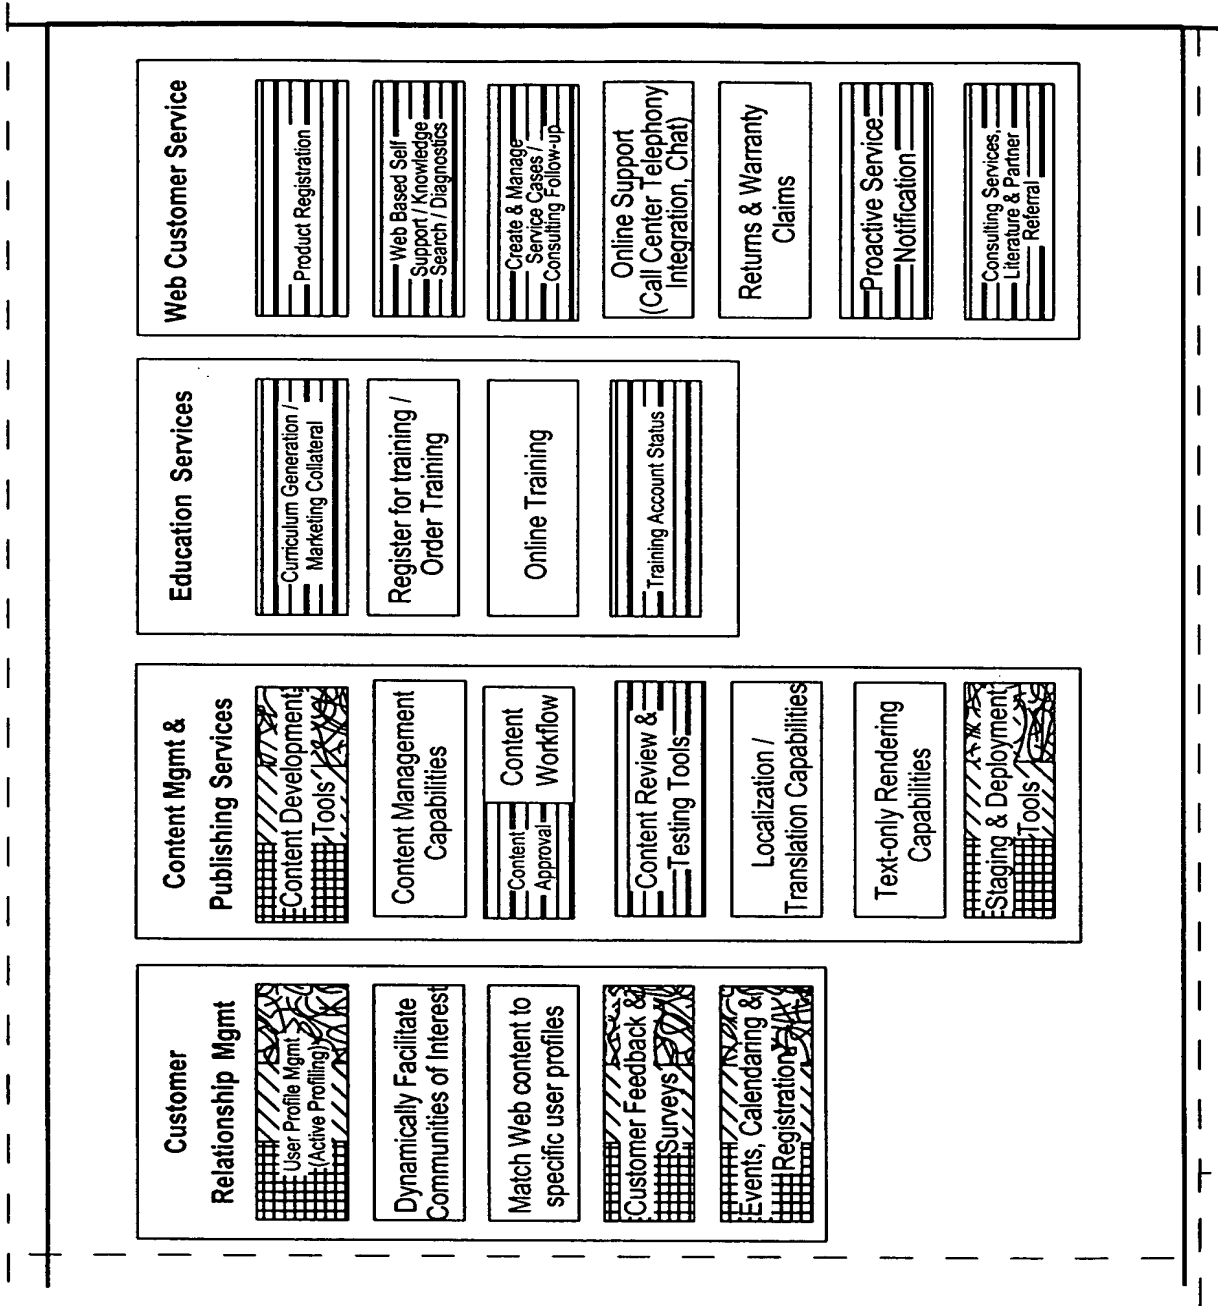 Customer
Relationship Mgmt
User Profile Mgmt
(Active Profiling)
Dynamically Facilitate
Communities of Interest
Match Web content to
specific user profiles
Customer Feedback &
Surveys
Events, Calendaring &
Registration
Content Mgmt &
Publishing Services
Content Development
Tools
Content Management
Capabilities
Content
Approval
Content
Workflow
Content Review &
Testing Tools
Localization /
Translation Capabilities
Text-only Rendering
Capabilities
Staging & Deployment
Tools
Education Services
Curriculum Generation /
Marketing Collateral
Register for training /
Order Training
Online Training
Training Account Status
Web Customer Service
Product Registration
Web Based Self
Support / Knowledge
Search / Diagnostics
Create & Manage
Service Cases /
Consulting Follow-up
Online Support
(Call Center Telephony
Integration, Chat)
Returns & Warranty
Claims
Proactive Service
Notification
Consulting Services,
Literature & Partner
Referral